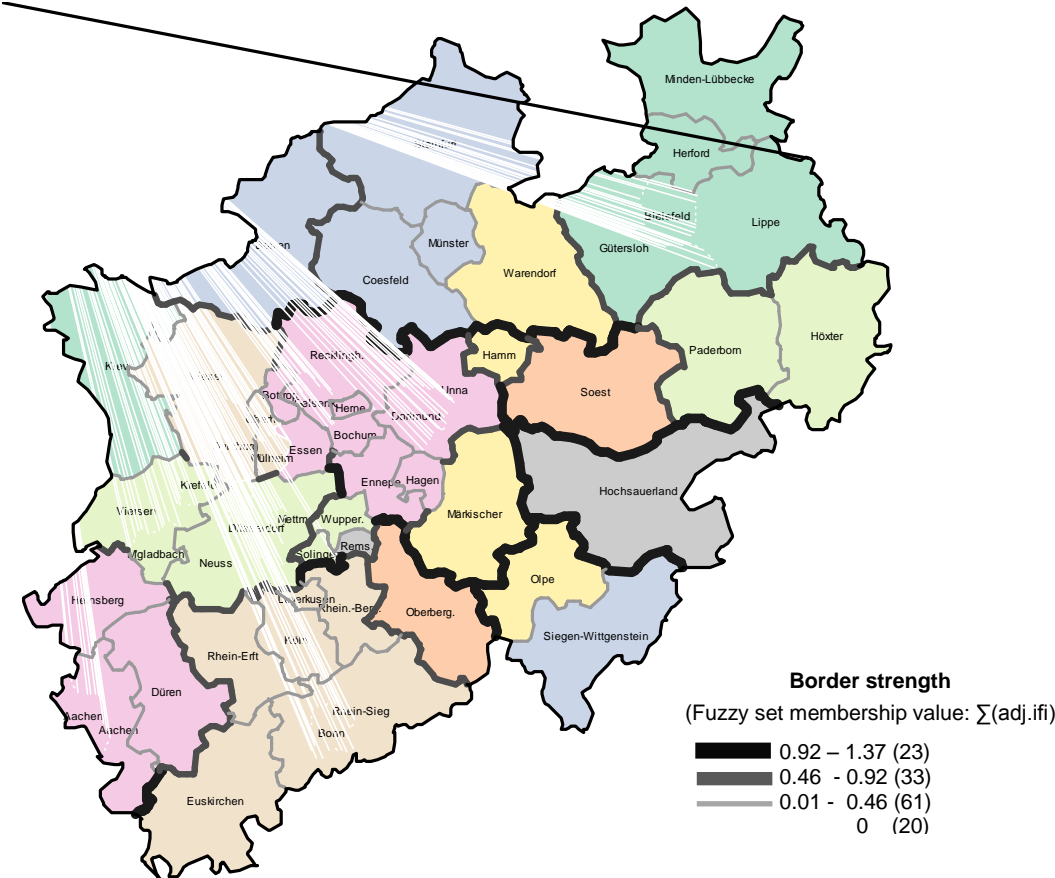 Minden-Lübbecke
Herford
Bielefeld
Lippe
Gütersloh
Münster
Warendorf
Coesfeld
Paderborn
Höxter
Recklingh.
Hamm
Unna
Soest
Herne
Dortmund
Bochum
Essen
Ennepe
Hagen
Hochsauerland
Krefeld
Viersen
Märkischer
Mettm.
Wupper.
Düsseldorf
Rems.
Solingen
Mgladbach
Neuss
Olpe
Heinsberg
Leverkusen
Rhein.-Berg.
Oberberg.
Köln
Siegen-Wittgenstein
Rhein-Erft
Düren
Rhein-Sieg
Aachen
Aachen
Bonn
Euskirchen
Border strength
(Fuzzy set membership value: ∑(adj.ifi)
0.92 – 1.37 (23)
0.46 - 0.92 (33)
0.01 - 0.46 (61)
0 (20)